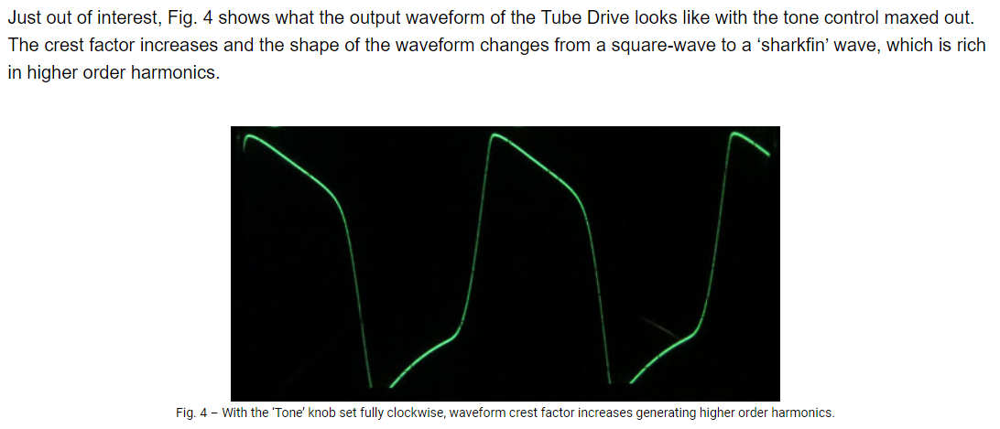 Just out of interest, Fig. 4 shows what the output waveform of the Tube Drive looks like with the tone control maxed out.
The crest factor increases and the shape of the waveform changes from a square-wave to a ‘sharkfin’ wave, which is rich
in higher order harmonics.
Fig. 4 – With the ‘Tone’ knob set fully clockwise, waveform crest factor increases generating higher order harmonics.